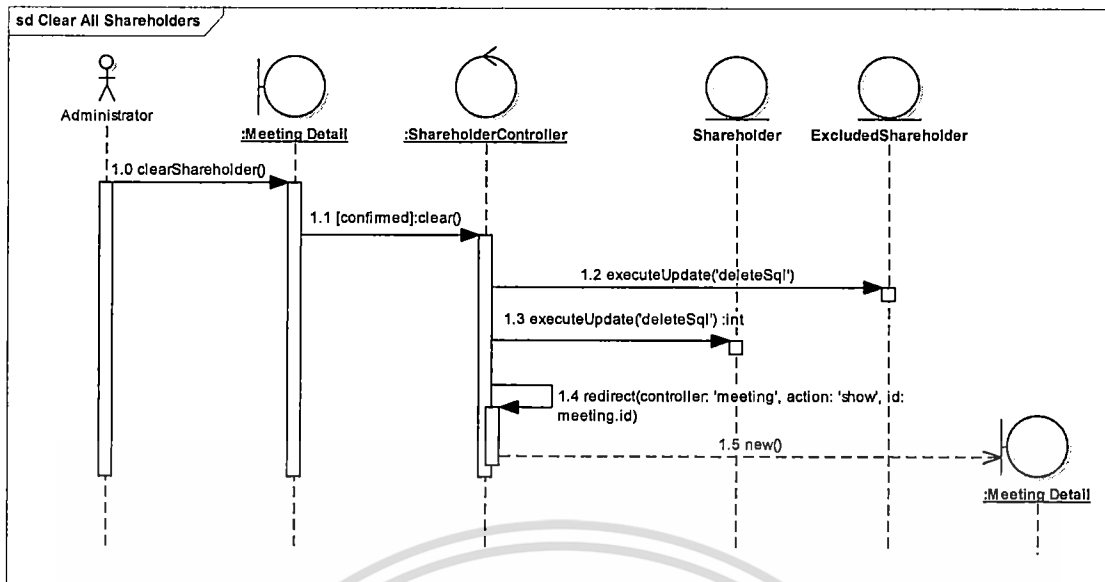 sd Clear All Shareholders
Administrator
:Meeting Detail
:ShareholderController
Shareholder
ExcludedShareholder
1.0 clearShareholder()
1.1 [confirmed]:clear()
1.2 executeUpdate('deleteSql')
1.3 executeUpdate('deleteSql') :int
1.4 redirect(controller: 'meeting', action: 'show', id:
meeting.id)
1.5 new()
:Meeting Detail